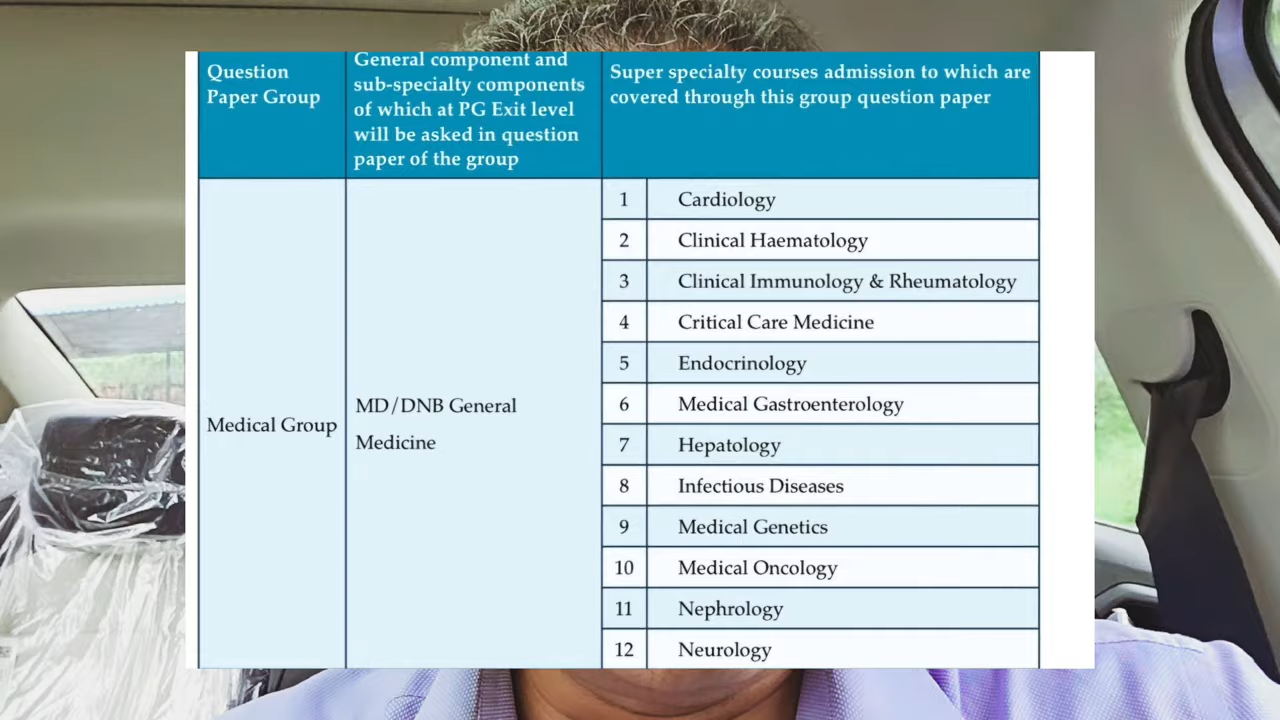 Question
Paper Group
General component and
sub-specialty components
of which at PG Exit level
will be asked in question
paper of the group
Super specialty courses admission to which are
covered through this group question paper
Medical Group
MD/DNB General
Medicine
1 Cardiology
2 Clinical Haematology
3 Clinical Immunology & Rheumatology
4 Critical Care Medicine
5 Endocrinology
6 Medical Gastroenterology
7 Hepatology
8 Infectious Diseases
9 Medical Genetics
10 Medical Oncology
11 Nephrology
12 Neurology